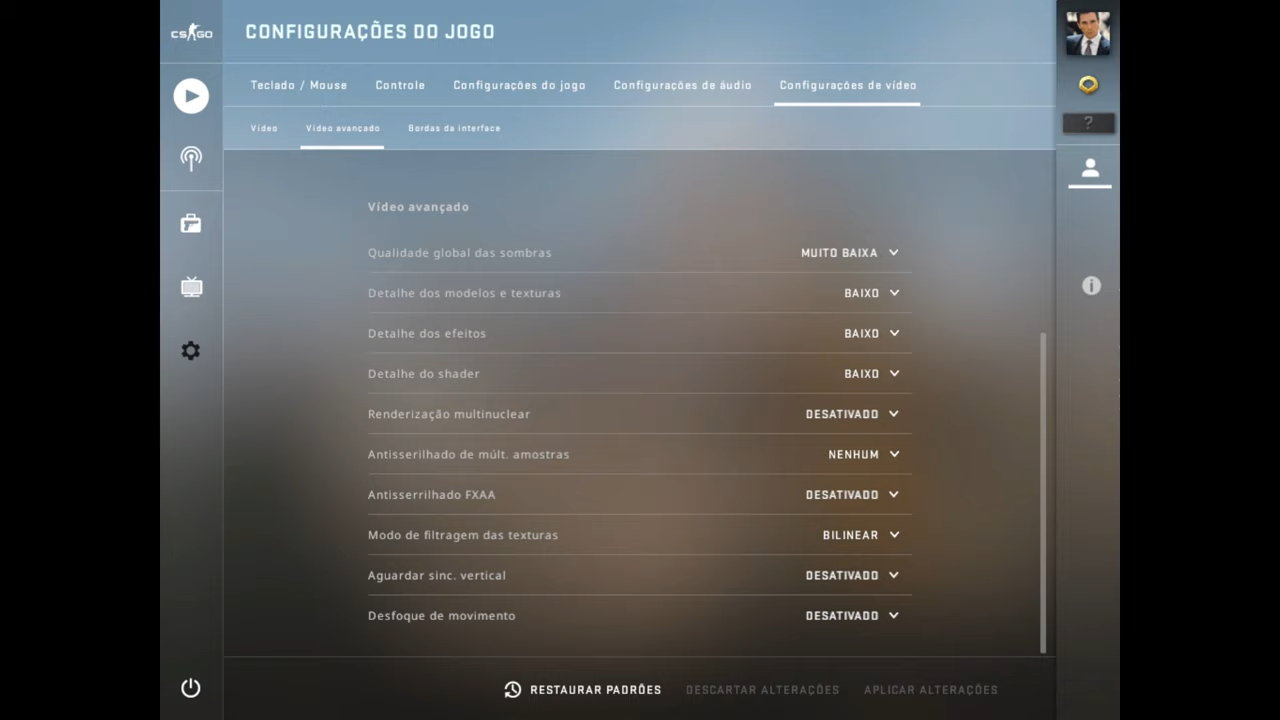 CS GO
CONFIGURAÇÕES DO JOGO
Teclado / Mouse Controle Configurações do jogo Configurações de áudio Configurações de vídeo
Vídeo Vídeo avançado Bordas da interface
?
Vídeo avançado
Qualidade global das sombras MUITO BAIXA
Detalhe dos modelos e texturas BAIXO
Detalhe dos efeitos BAIXO
Detalhe do shader BAIXO
Renderização multinuclear DESATIVADO
Antisserilhado de múlt. amostras NENHUM
Antisserrilhado FXAA DESATIVADO
Modo de filtragem das texturas BILINEAR
Aguardar sinc. vertical DESATIVADO
Desfoque de movimento DESATIVADO
RESTAURAR PADRÕES DESCARTAR ALTERAÇÕES APLICAR ALTERAÇÕES